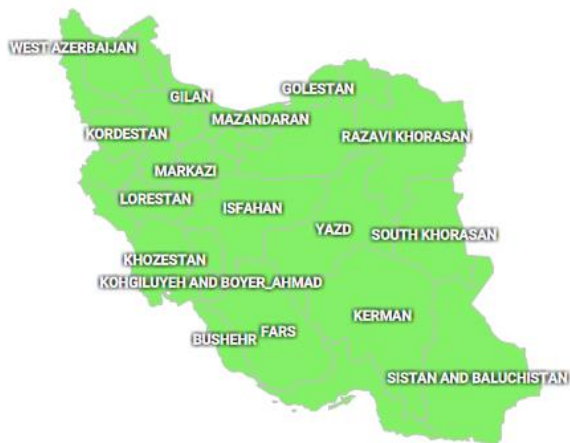 WEST AZERBAIJAN
GOLESTAN
GILAN
MAZANDARAN
KORDESTAN
RAZAVI KHORASAN
MARKAZI
LORESTAN
ISFAHAN
YAZD
SOUTH KHORASAN
KHOZESTAN
KOHGILUYEH AND BOYER_AHMAD
KERMAN
BUSHEHR
FARS
SISTAN AND BALUCHISTAN